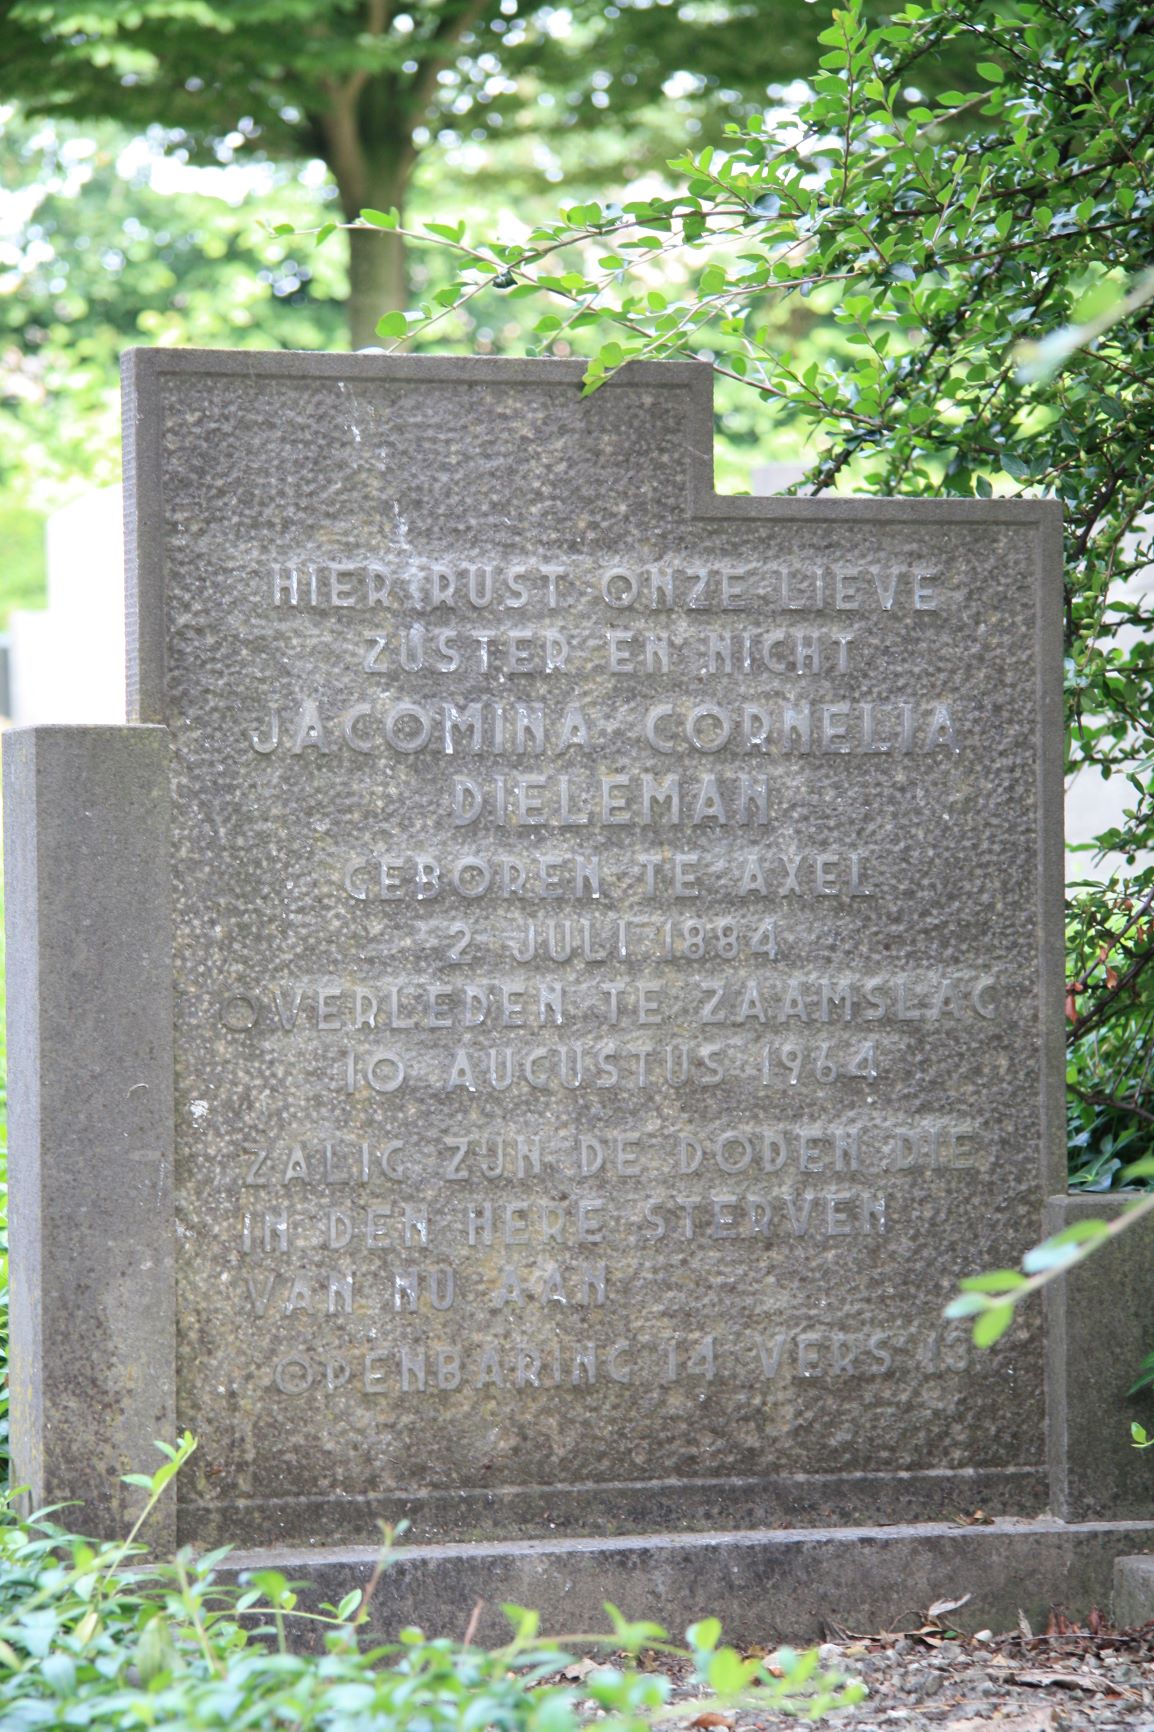 HIER RUST ONZE LIEVE
ZUSTER EN NICHT
JACOMINA CORNELIA
DIELEMAN
GEBOREN TE AXEL
2 JULI 1884
OVERLEDEN TE ZAAMSLAG
10 AUGUSTUS 1964
ZALIG ZIJN DE DODEN DIE
IN DEN HERE STERVEN
VAN NU AAN
OPENBARING 14 VERS 13